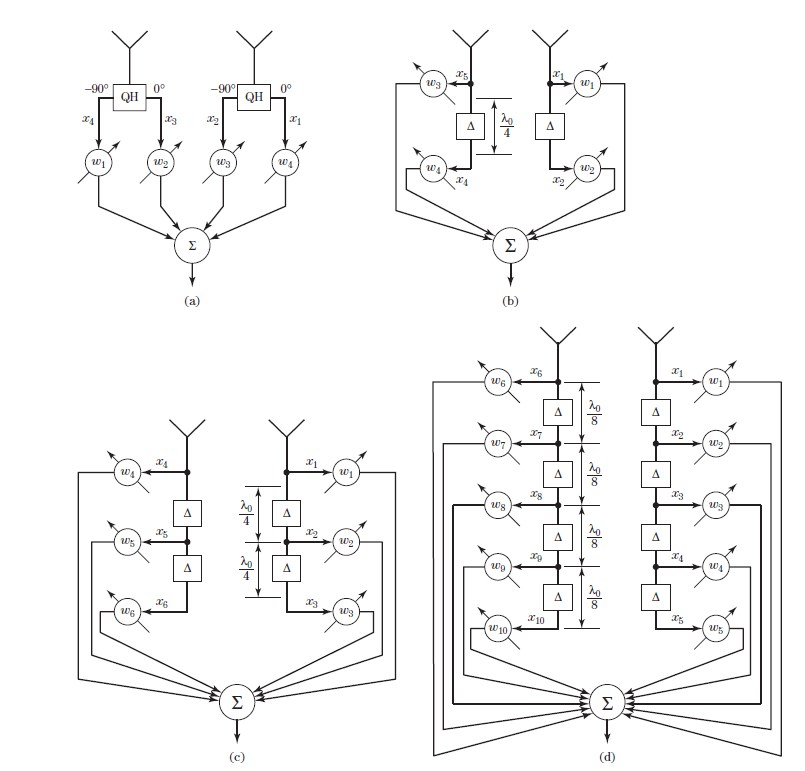 −90° QH 0° −90° QH 0°
x4 x3 x2 x1
w1 w2 w3 w4
Σ
(a)
w3 x5 x1 w1
Δ λ0/4 Δ
w4 x4 x2 w2
Σ
(b)
w4 x4 x1 w1
Δ λ0/4 Δ
w5 x5 x2 w2
Δ λ0/4 Δ
w6 x6 x3 w3
Σ
(c)
w6 x6 x1 w1
Δ λ0/8 Δ
w7 x7 x2 w2
Δ λ0/8 Δ
w8 x8 x3 w3
Δ λ0/8 Δ
w9 x9 x4 w4
Δ λ0/8 Δ
w10 x10 x5 w5
Σ
(d)